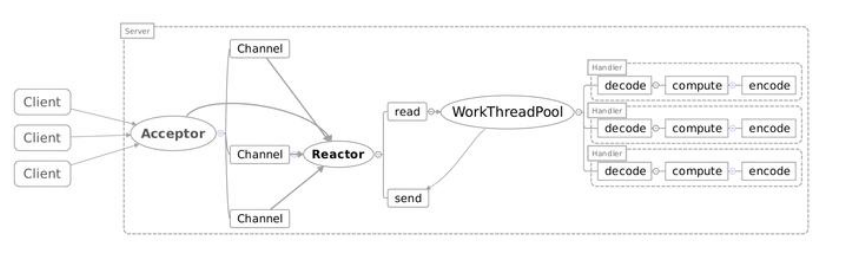 Server
Channel
Client
Client
Client
Acceptor
Channel
Reactor
Channel
read
send
WorkThreadPool
Handler
decode compute encode
Handler
decode compute encode
Handler
decode compute encode